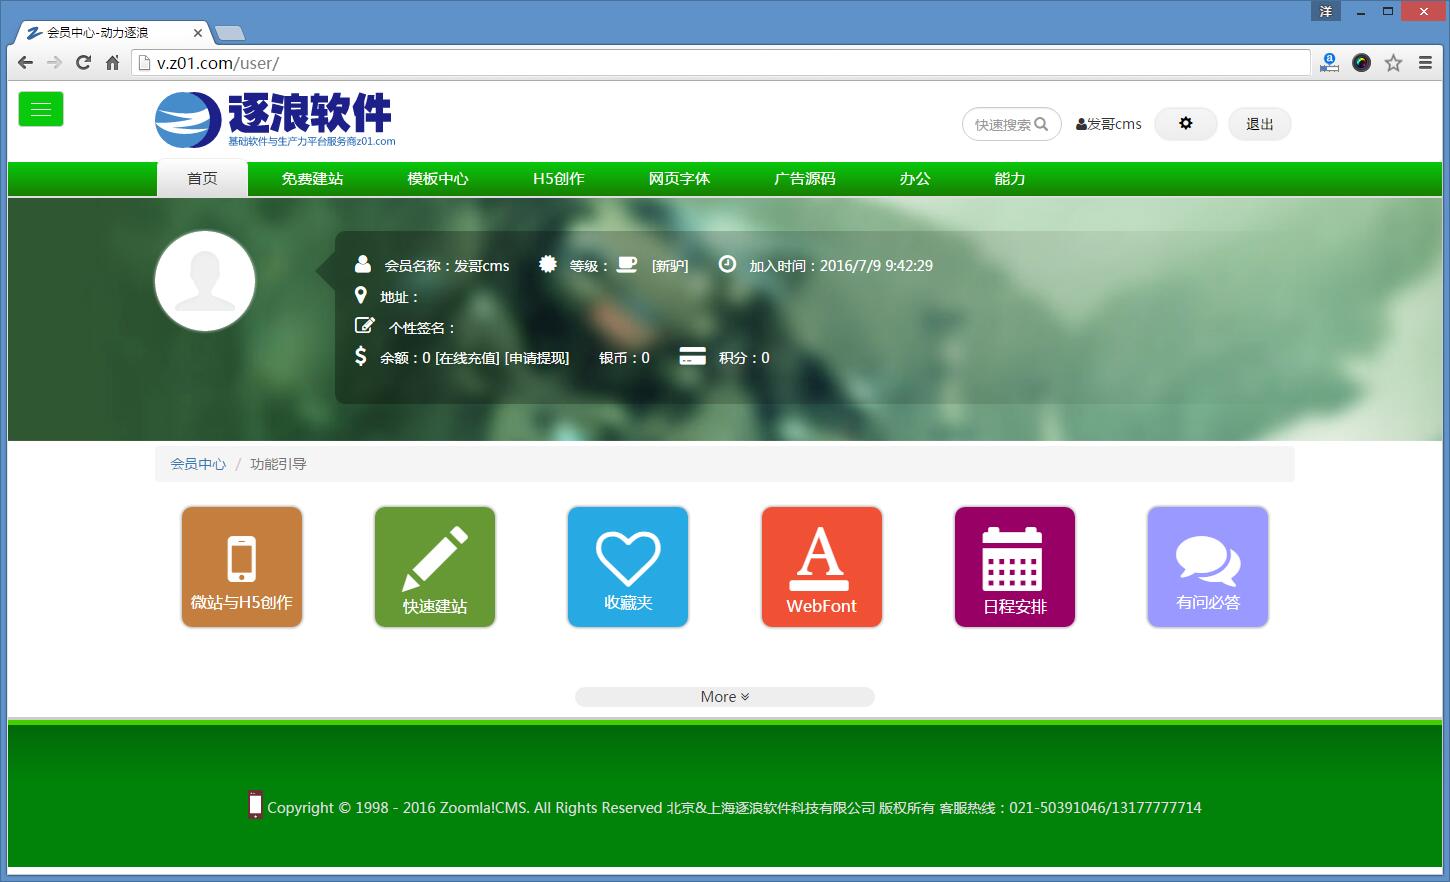 洋
会员中心-动力逐浪
v.z01.com/user/
逐浪软件
基础软件与生产力平台服务商z01.com
快速搜索
发哥cms
退出
首页 免费建站 模板中心 H5创作 网页字体 广告源码 办公 能力
会员名称：发哥cms 等级： [新驴] 加入时间：2016/7/9 9:42:29
地址：
个性签名：
余额：0 [在线充值] [申请提现] 银币：0 积分：0
会员中心 / 功能引导
微站与H5创作 快速建站 收藏夹 WebFont 日程安排 有问必答
More
Copyright © 1998 - 2016 Zoomla!CMS. All Rights Reserved 北京&上海逐浪软件科技有限公司 版权所有 客服热线：021-50391046/13177777714